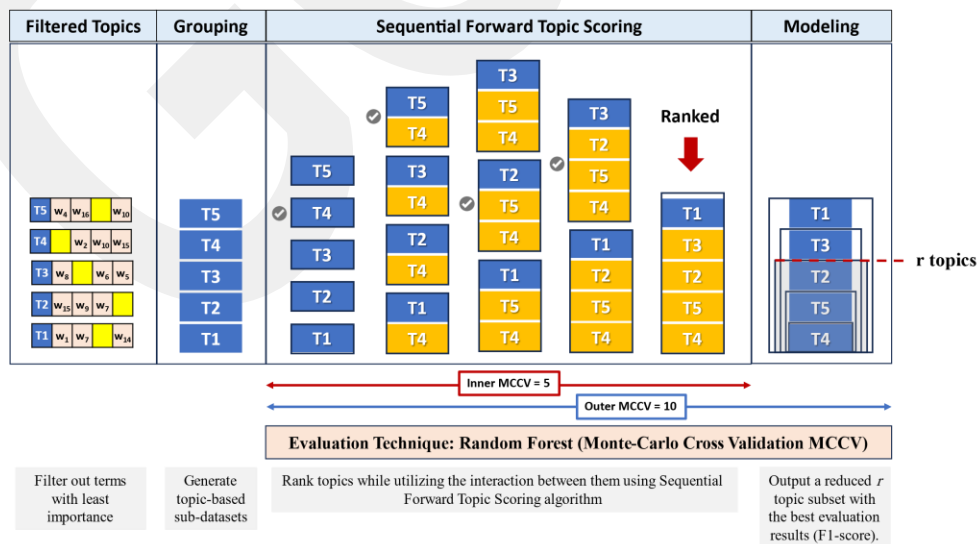 Filtered Topics
Grouping
Sequential Forward Topic Scoring
Modeling
T5 w4 w16 w10
T4 w2 w10 w15
T3 w8 w6 w5
T2 w15 w9 w7
T1 w1 w7 w14
T5
T4
T3
T2
T1
T5
T4
T3
T2
T1
T5
T4
T3
T4
T2
T4
T1
T4
T3
T5
T4
T2
T5
T4
T1
T5
T4
T3
T2
T5
T4
T1
T2
T5
T4
Ranked
T1
T3
T2
T5
T4
T1
T3
T2
T5
T4
r topics
Inner MCCV = 5
Outer MCCV = 10
Evaluation Technique: Random Forest (Monte-Carlo Cross Validation MCCV)
Filter out terms
with least
importance
Generate
topic-based
sub-datasets
Rank topics while utilizing the interaction between them using Sequential
Forward Topic Scoring algorithm
Output a reduced r
topic subset with
the best evaluation
results (F1-score).